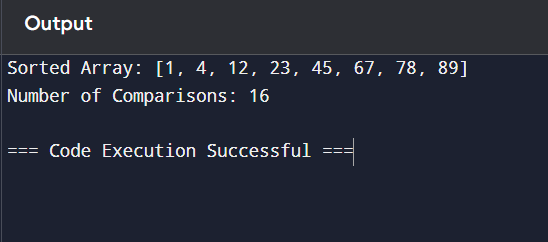 Output
Sorted Array: [1, 4, 12, 23, 45, 67, 78, 89]
Number of Comparisons: 16
=== Code Execution Successful ===